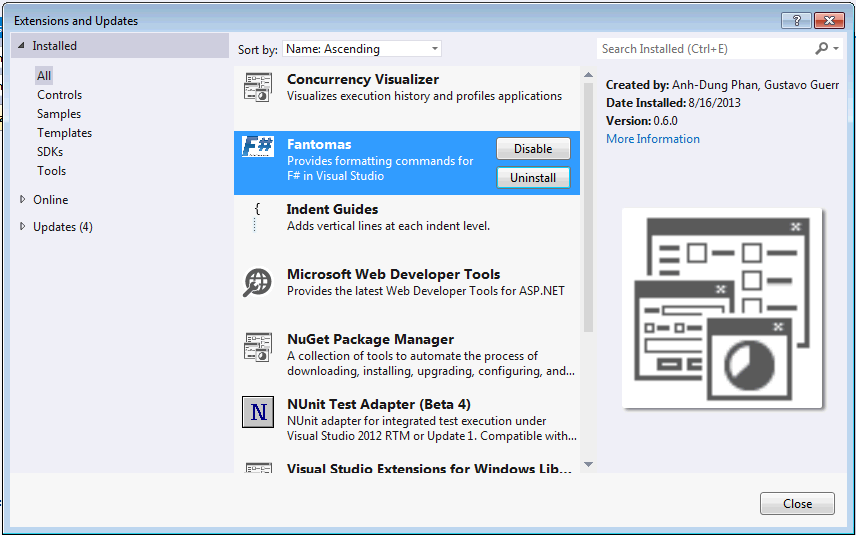 Extensions and Updates
Installed
All
Controls
Samples
Templates
SDKs
Tools
Online
Updates (4)
Sort by: Name: Ascending
Concurrency Visualizer
Visualizes execution history and profiles applications
F#
Fantomas
Provides formatting commands for
F# in Visual Studio
Disable
Uninstall
{
Indent Guides
Adds vertical lines at each indent level.
Microsoft Web Developer Tools
Provides the latest Web Developer Tools for ASP.NET
NuGet Package Manager
A collection of tools to automate the process of
downloading, installing, upgrading, configuring, and...
N
NUnit Test Adapter (Beta 4)
NUnit adapter for integrated test execution under
Visual Studio 2012 RTM or Update 1. Compatible with...
Visual Studio Extensions for Windows Lib...
Search Installed (Ctrl+E)
Created by: Anh-Dung Phan, Gustavo Guerr
Date Installed: 8/16/2013
Version: 0.6.0
More Information
Close